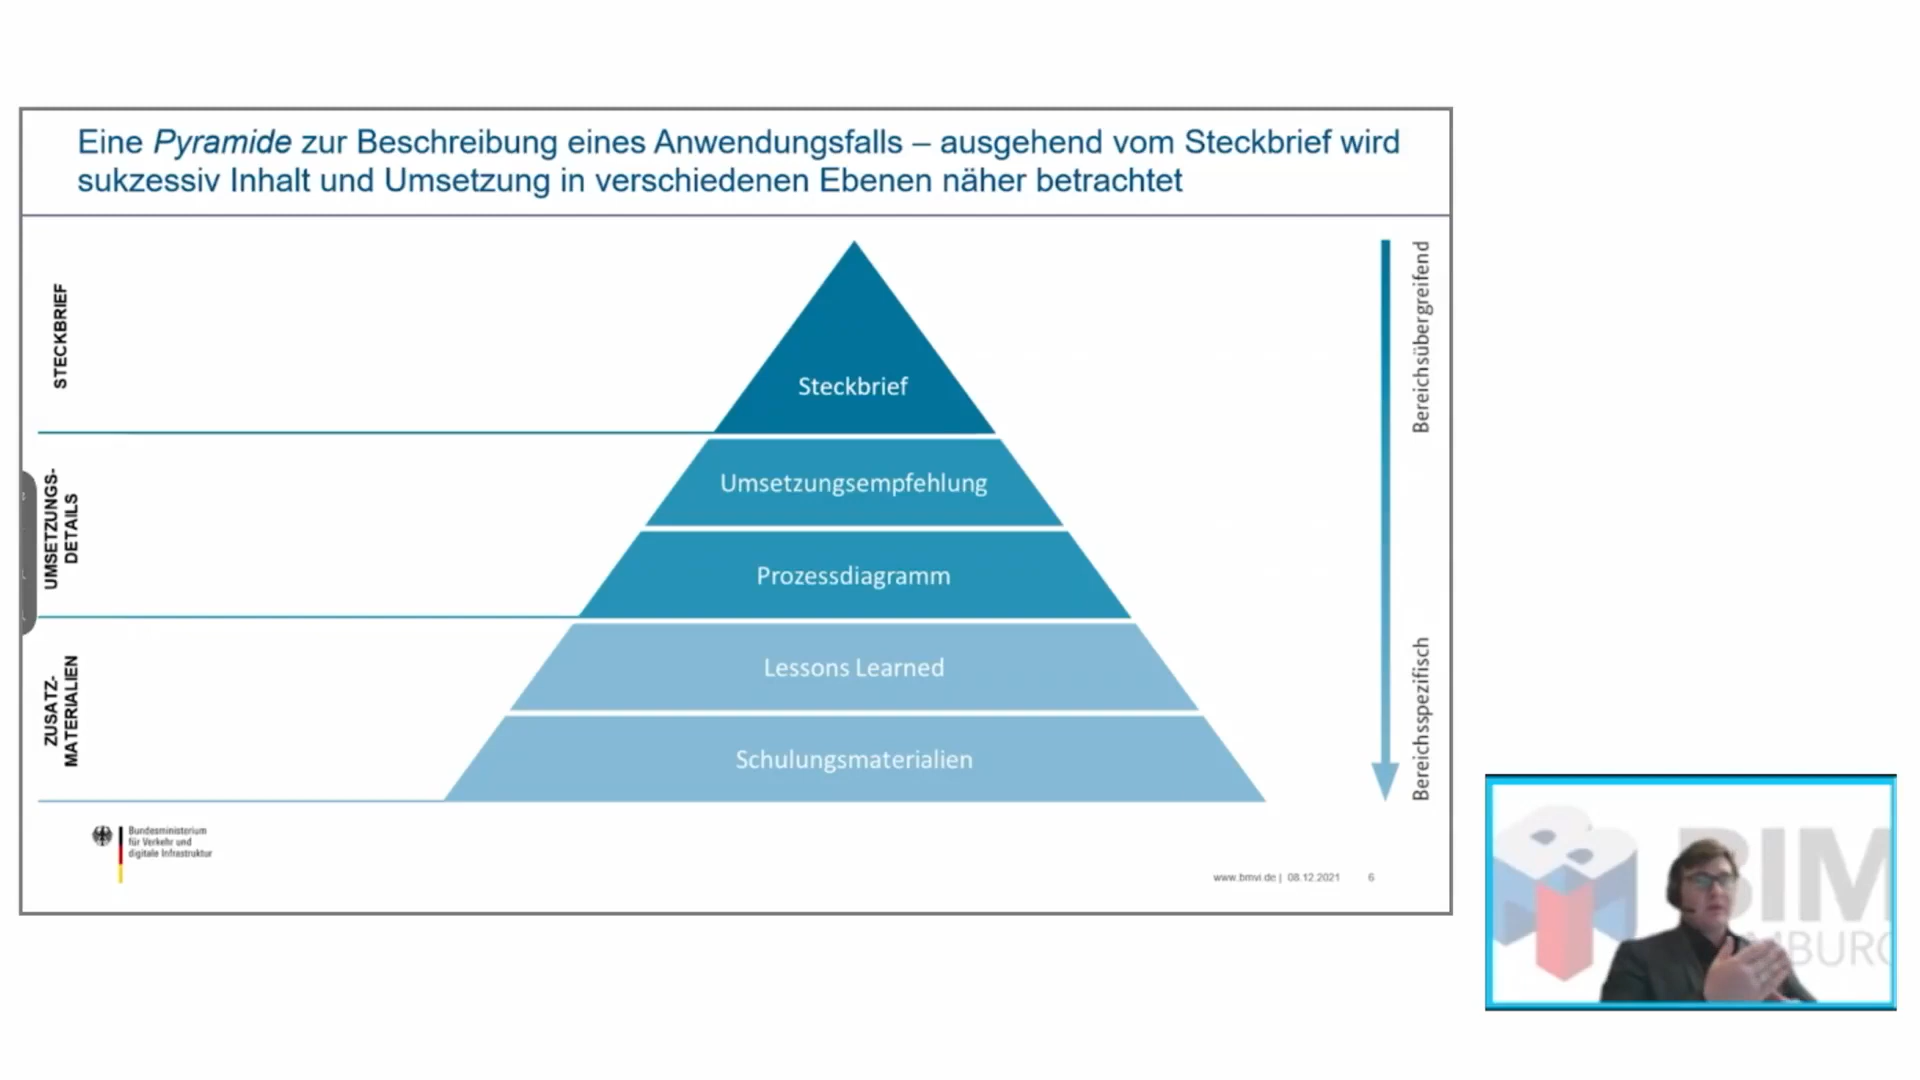 Eine Pyramide zur Beschreibung eines Anwendungsfalls – ausgehend vom Steckbrief wird
sukzessiv Inhalt und Umsetzung in verschiedenen Ebenen näher betrachtet
STECKBRIEF
Steckbrief
Bereichsübergreifend
UMSETZUNGS-
DETAILS
Umsetzungsempfehlung
Prozessdiagramm
ZUSATZ-
MATERIALIEN
Lessons Learned
Schulungsmaterialien
Bereichsspezifisch
Bundesministerium
für Verkehr und
digitale Infrastruktur
www.bmvi.de | 08.12.2021 6
BIM
MBURG